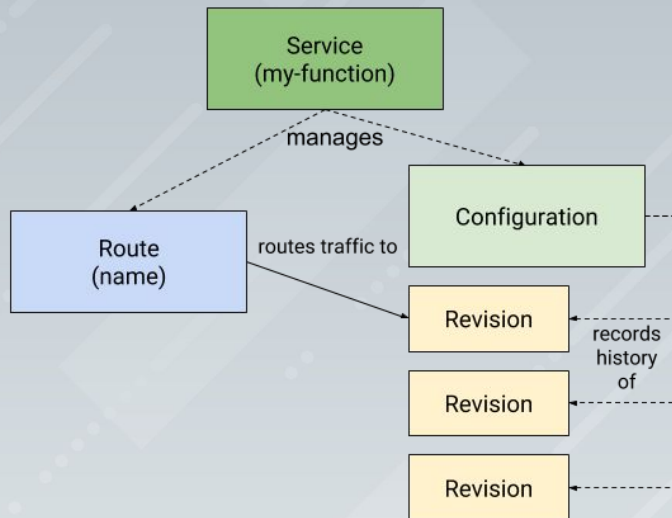 Service
(my-function)
manages
Configuration
Route
(name)
routes traffic to
Revision
records
history
of
Revision
Revision